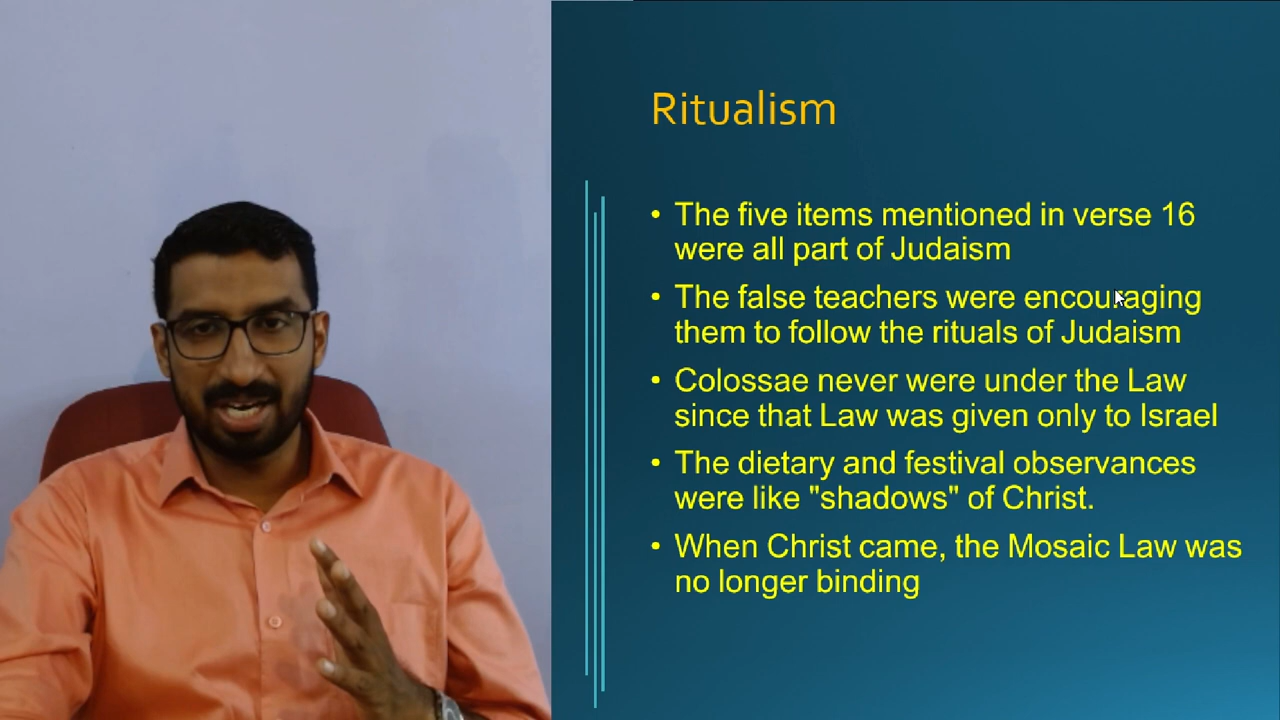 Ritualism
• The five items mentioned in verse 16
were all part of Judaism
• The false teachers were encouraging
them to follow the rituals of Judaism
• Colossae never were under the Law
since that Law was given only to Israel
• The dietary and festival observances
were like "shadows" of Christ.
• When Christ came, the Mosaic Law was
no longer binding